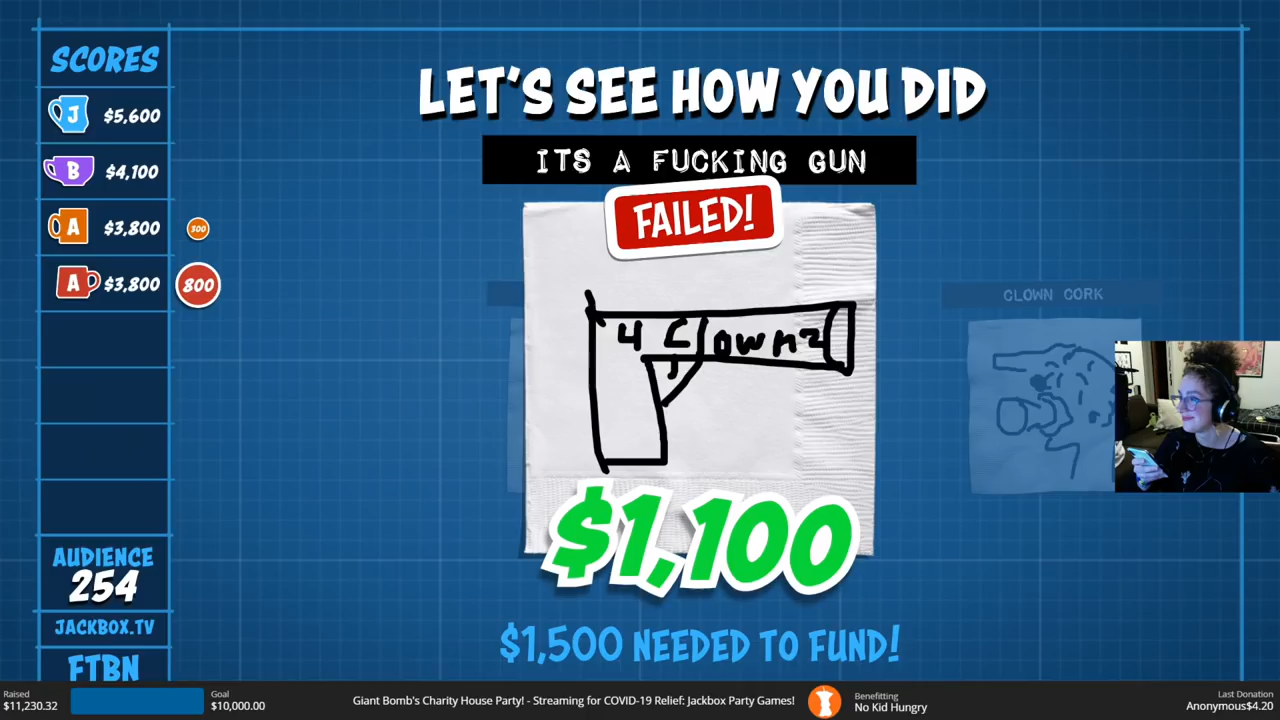 SCORES
J $5,600
B $4,100
A $3,800 300
A $3,800 800
AUDIENCE
254
JACKBOX.TV
FTBN
LET'S SEE HOW YOU DID
ITS A FUCKING GUN
FAILED!
4 Clownz
$1,100
$1,500 NEEDED TO FUND!
CLOWN CORK
Raised
$11,230.32
Goal
$10,000.00
Giant Bomb's Charity House Party! - Streaming for COVID-19 Relief: Jackbox Party Games!
Benefitting
No Kid Hungry
Last Donation
Anonymous$4.20